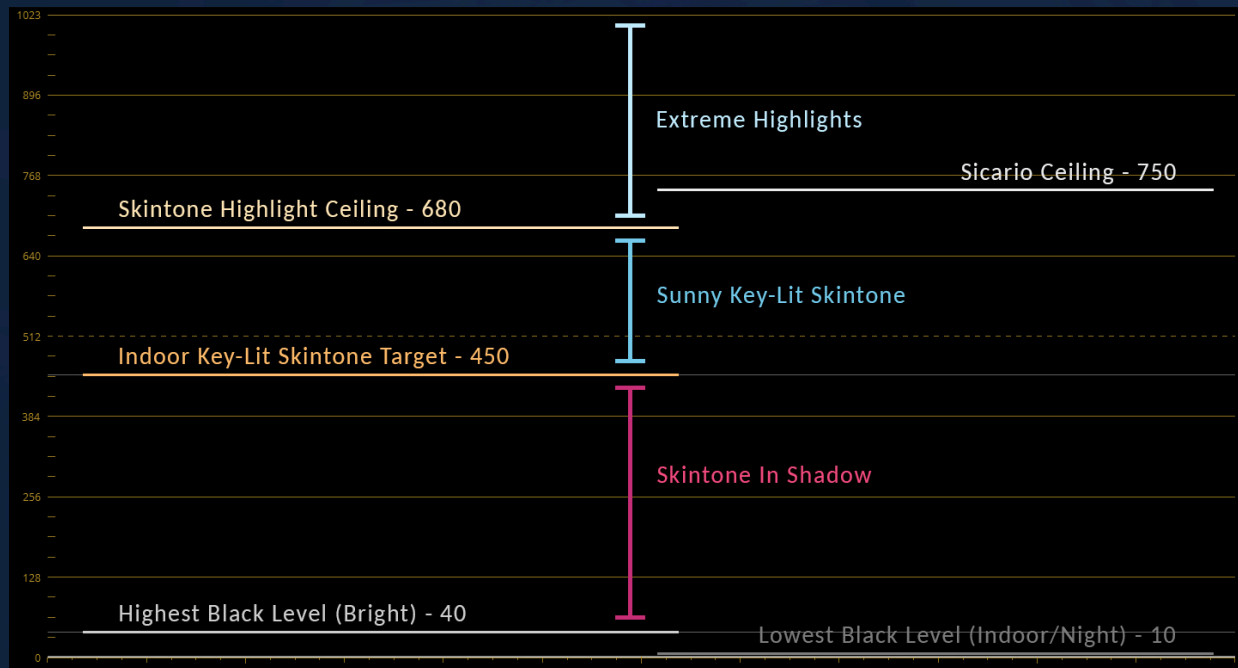 1023
896
Extreme Highlights
Sicario Ceiling - 750
768
Skintone Highlight Ceiling - 680
640
Sunny Key-Lit Skintone
512
Indoor Key-Lit Skintone Target - 450
384
Skintone In Shadow
256
128
Highest Black Level (Bright) - 40
Lowest Black Level (Indoor/Night) - 10
0